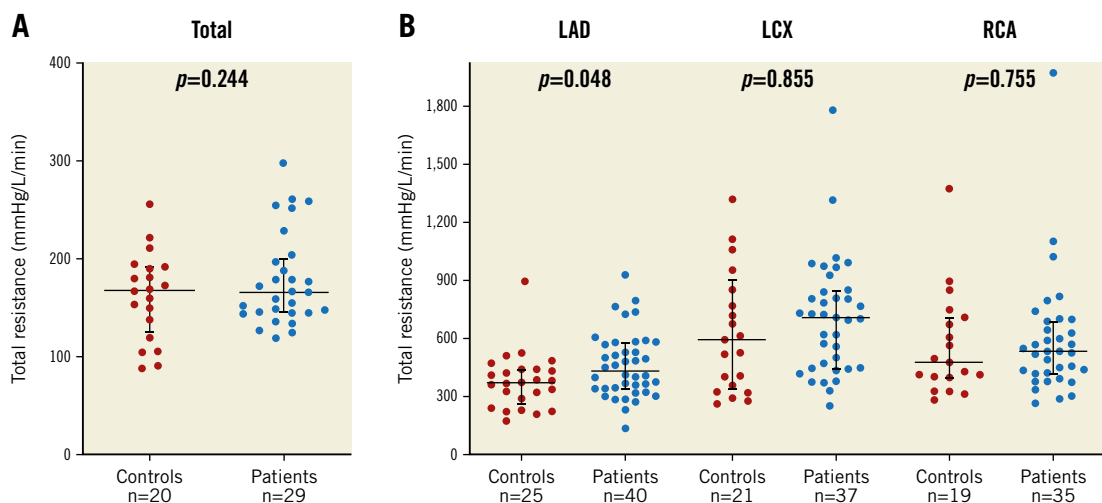 A
Total
p=0.244
Total resistance (mmHg/L/min)
400
300
200
100
0
Controls
n=20
Patients
n=29
B
LAD
LCX
RCA
p=0.048
p=0.855
p=0.755
Total resistance (mmHg/L/min)
1,800
1,500
1,200
900
600
300
0
Controls
n=25
Patients
n=40
Controls
n=21
Patients
n=37
Controls
n=19
Patients
n=35